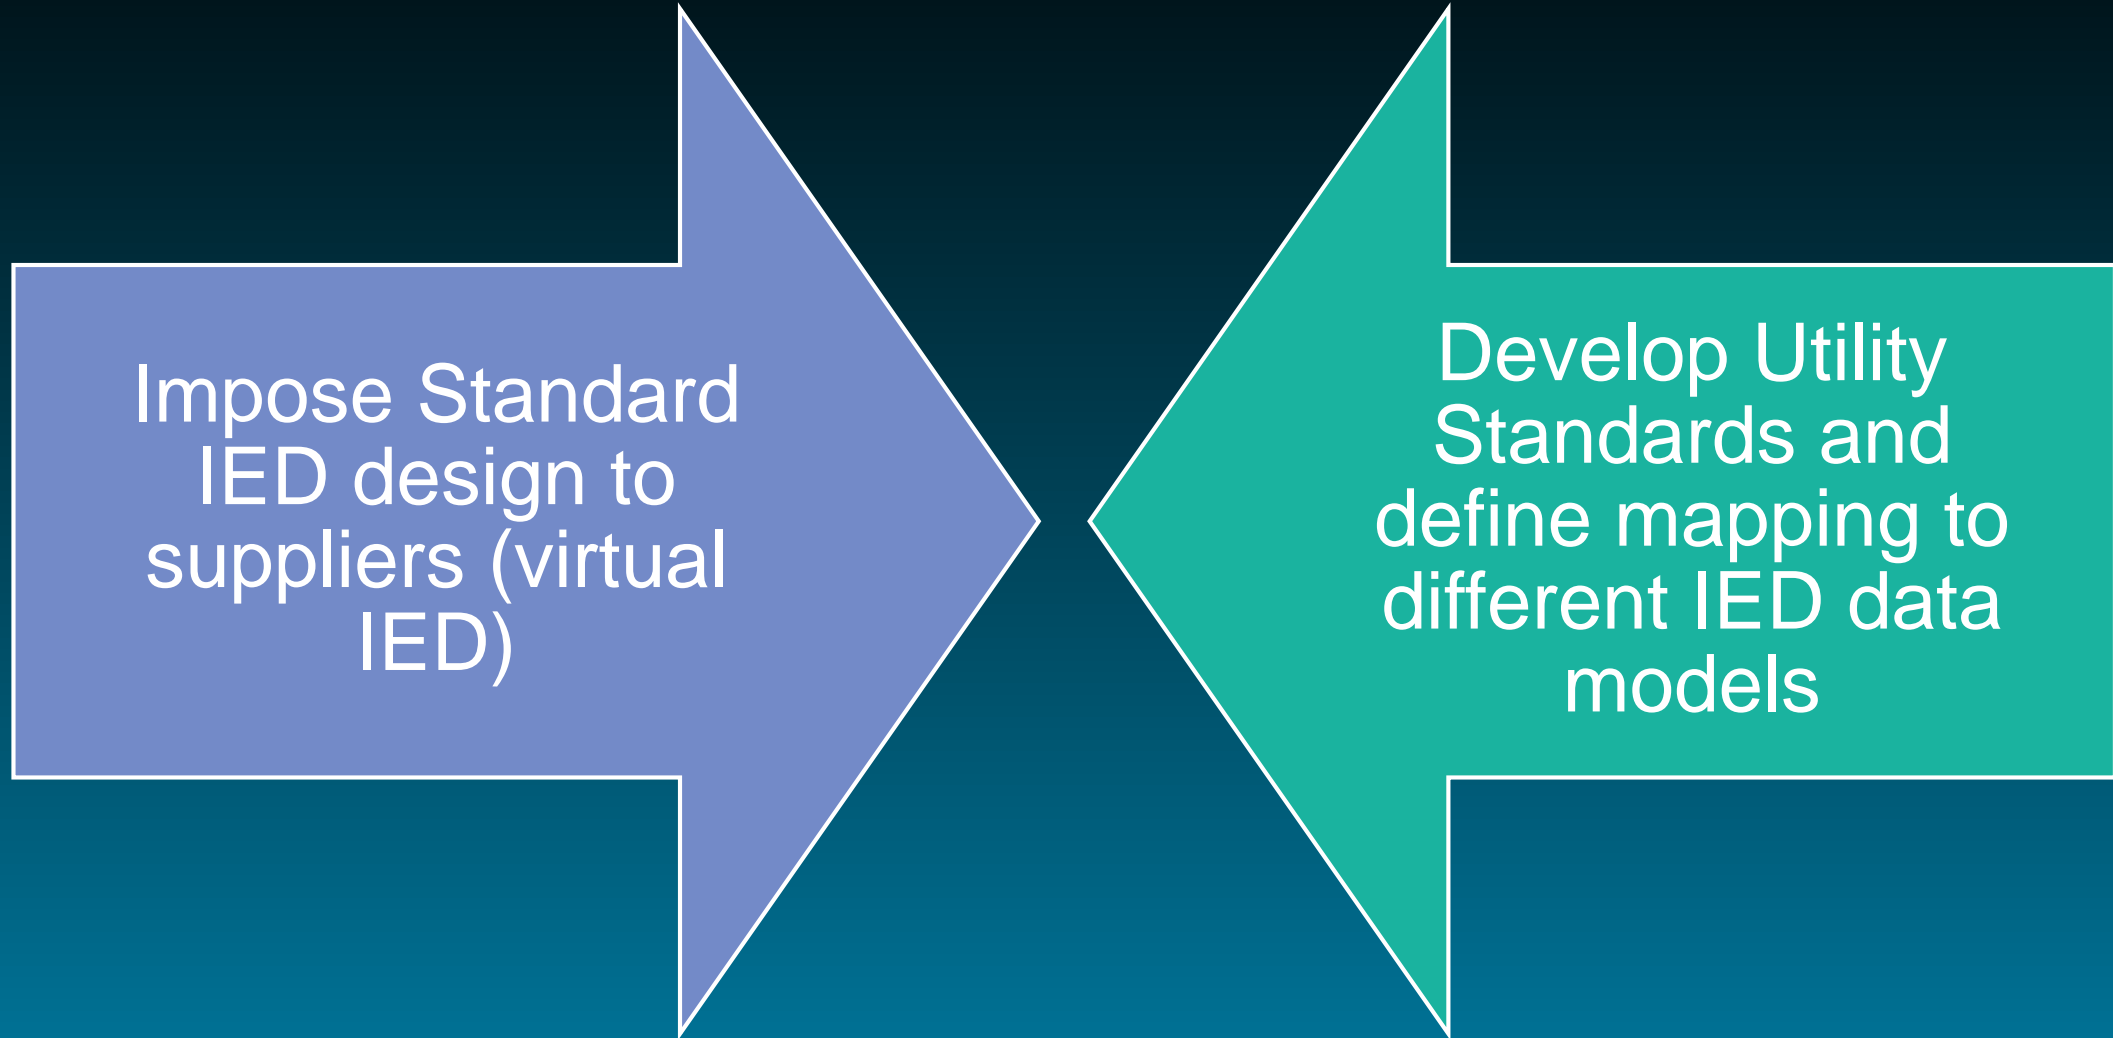 Impose Standard
IED design to
suppliers (virtual
IED)
Develop Utility
Standards and
define mapping to
different IED data
models